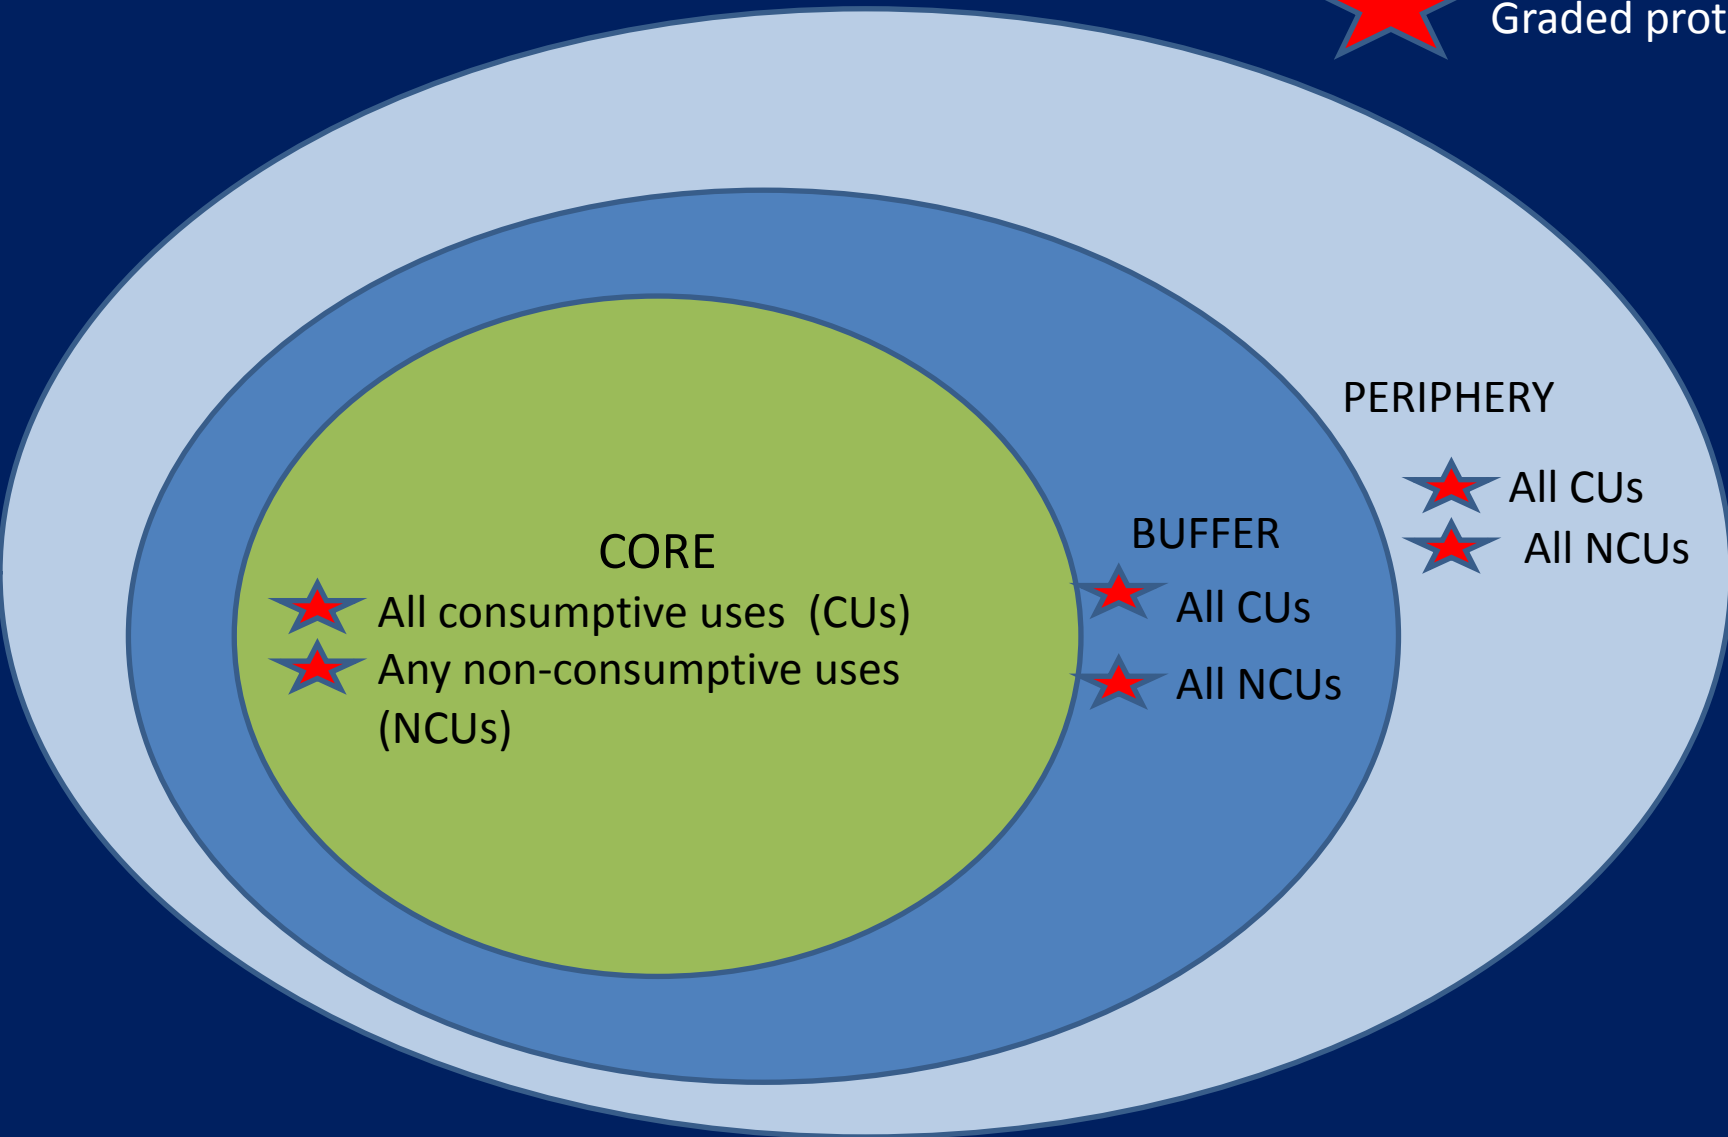 Graded prot
PERIPHERY
All CUs
All NCUs
BUFFER
All CUs
All NCUs
CORE
All consumptive uses (CUs)
Any non-consumptive uses
(NCUs)